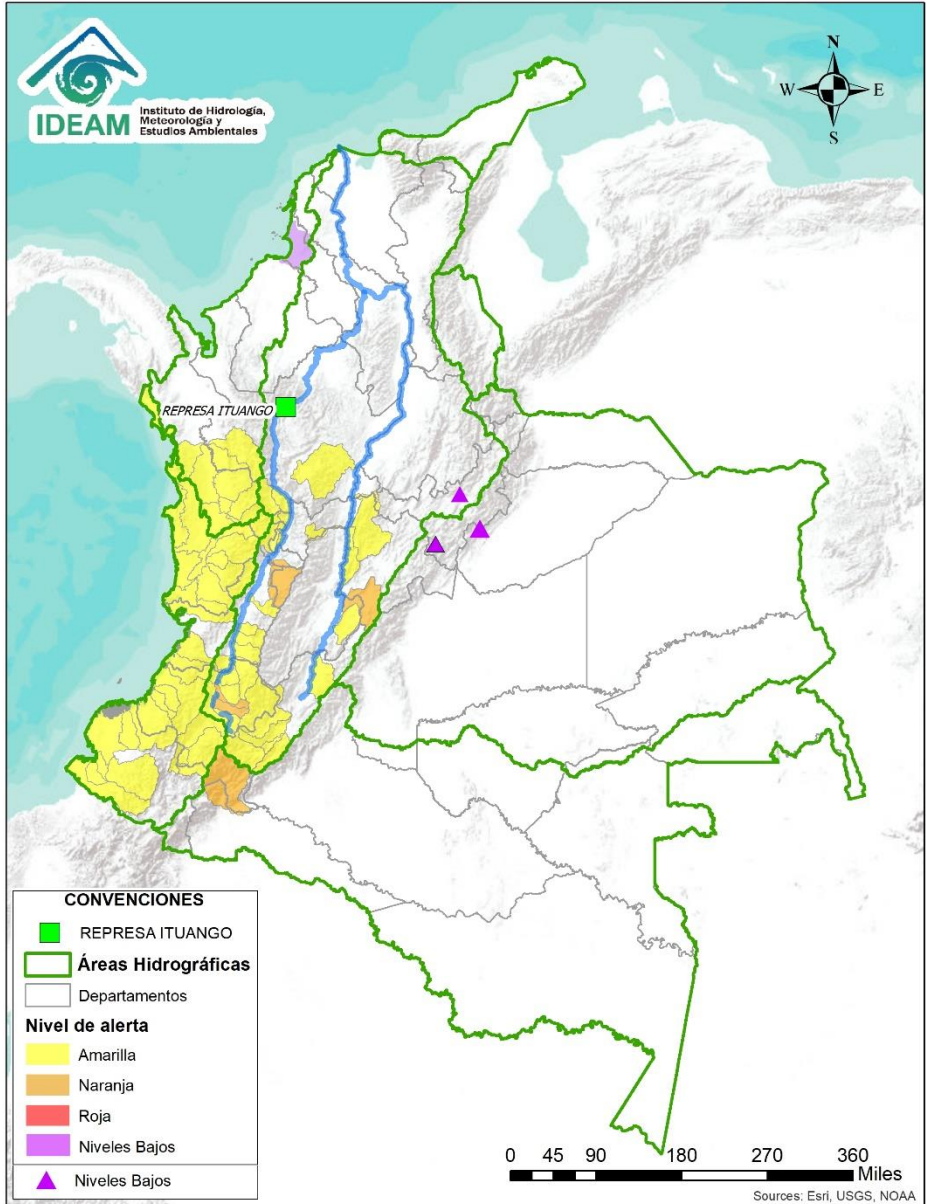 IDEAM
Instituto de Hidrología,
Meteorología y
Estudios Ambientales
N
W
E
S
REPRESA ITUANGO
CONVENCIONES
REPRESA ITUANGO
Áreas Hidrográficas
Departamentos
Nivel de alerta
Amarilla
Naranja
Roja
Niveles Bajos
Niveles Bajos
0 45 90 180 270 360
Miles
Sources: Esri, USGS, NOAA